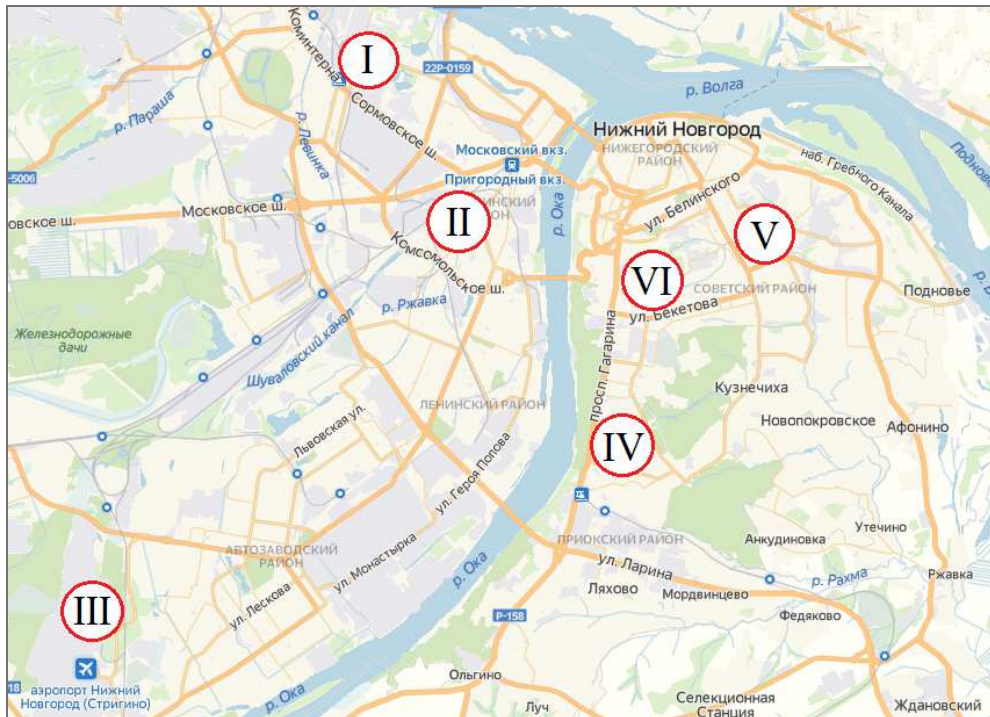 I
Коминтерна
22Р-0159
р. Волга
р. Параша
р. Левинка
Сормовское ш.
Нижний Новгород
НИЖЕГОРОДСКИЙ
РАЙОН
Московский вкз.
Пригородный вкз.
наб. Гребного Канала
-5006
Московское ш.
овское ш.
II
РАЙОН
р. Ока
ул. Белинского
V
Комсомольское ш.
VI
СОВЕТСКИЙ РАЙОН
Подновье
р. Ржавка
ул. Бекетова
Железнодорожные
дачи
Шуваловский канал
просп. Гагарина
Кузнечиха
ЛЕНИНСКИЙ РАЙОН
Новопокровское
Афонино
Львовская ул.
IV
ул. Героя Попова
АВТОЗАВОДСКИЙ
РАЙОН
ПРИОКСКИЙ РАЙОН
Утечино
Анкудиновка
ул. Монастырка
р. Ока
ул. Ларина
р. Рахма
Ржавка
III
ул. Лескова
Ляхово
Мордвинцево
Федяково
Р-158
аэропорт Нижний
Новгород (Стригино)
18
р. Ока
Ольгино
Луч
Селекционная
Станция
Ждановский